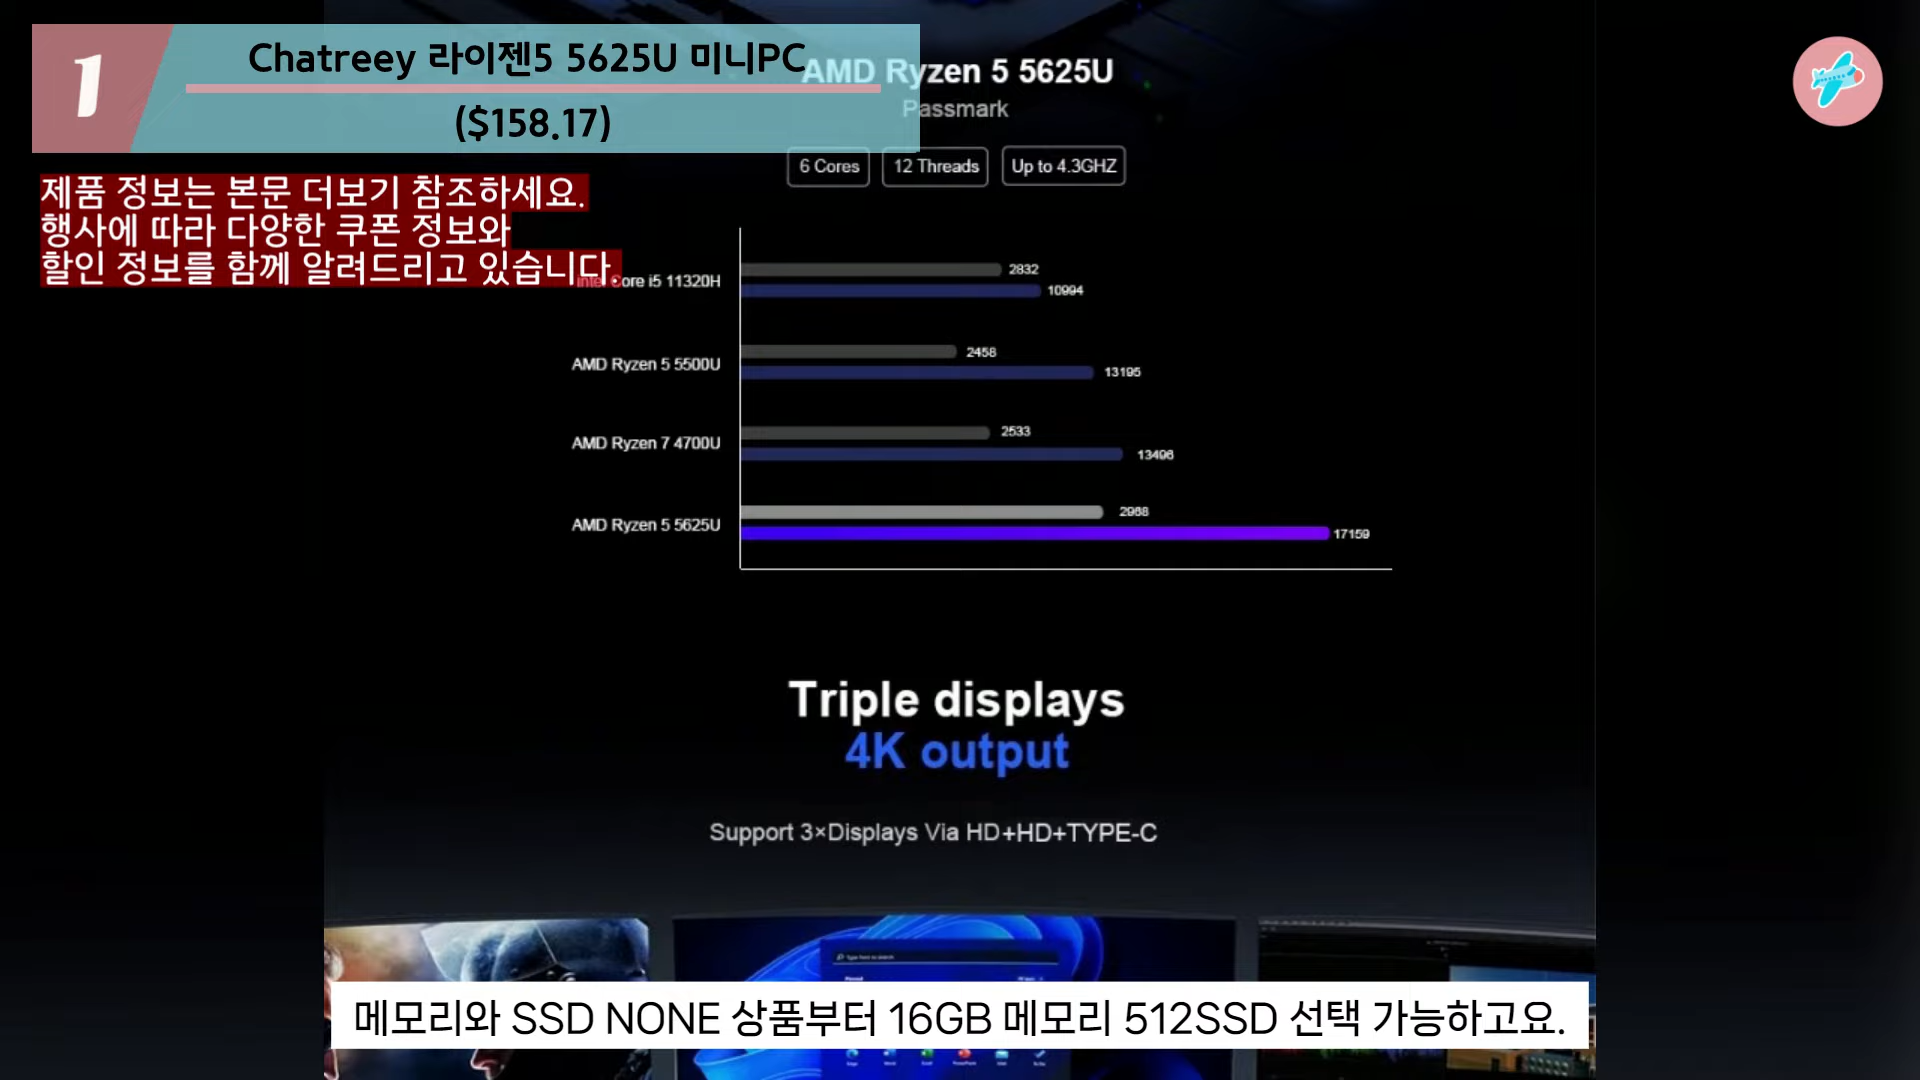 1
Chatreey 라이젠5 5625U 미니PC
($158.17)
AMD Ryzen 5 5625U
Passmark
6 Cores
12 Threads
Up to 4.3GHZ
제품 정보는 본문 더보기 참조하세요.
행사에 따라 다양한 쿠폰 정보와
할인 정보를 함께 알려드리고 있습니다.
Intel Core i5 11320H
2832
10994
AMD Ryzen 5 5500U
2458
13195
AMD Ryzen 7 4700U
2533
13496
AMD Ryzen 5 5625U
2968
17159
Triple displays
4K output
Support 3×Displays Via HD+HD+TYPE-C
Type here to search
메모리와 SSD NONE 상품부터 16GB 메모리 512SSD 선택 가능하고요.